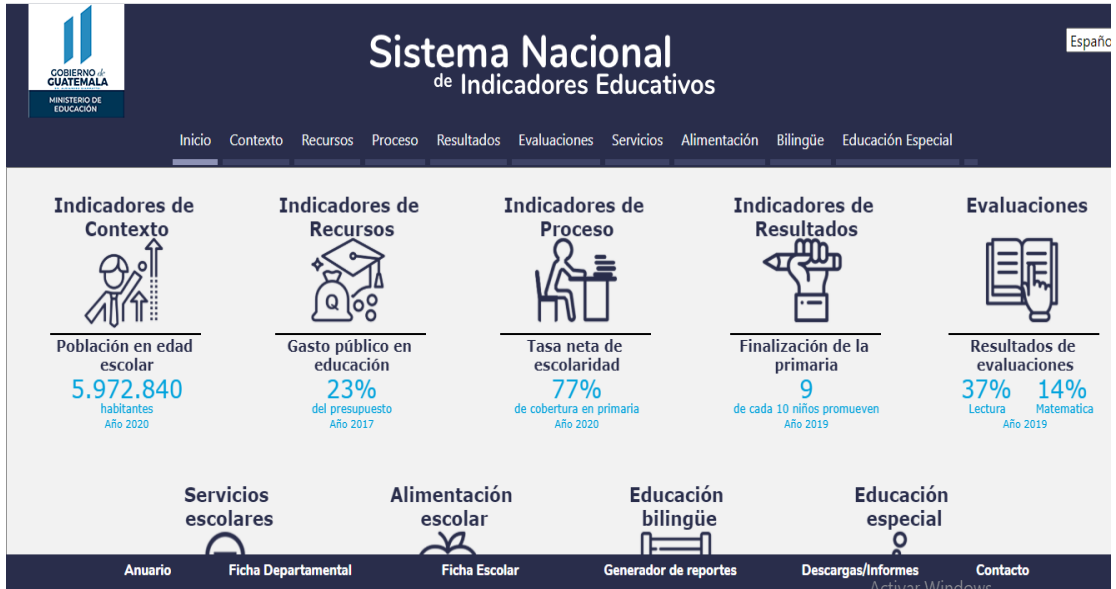 GOBIERNO de
GUATEMALA
MINISTERIO DE
EDUCACIÓN
Sistema Nacional
de Indicadores Educativos
Españo
Inicio Contexto Recursos Proceso Resultados Evaluaciones Servicios Alimentación Bilingüe Educación Especial
Indicadores de
Contexto
Población en edad
escolar
5.972.840
habitantes
Año 2020
Indicadores de
Recursos
Q
Gasto público en
educación
23%
del presupuesto
Año 2017
Indicadores de
Proceso
Tasa neta de
escolaridad
77%
de cobertura en primaria
Año 2020
Indicadores de
Resultados
Finalización de la
primaria
9
de cada 10 niños promueven
Año 2019
Evaluaciones
Resultados de
evaluaciones
37% 14%
Lectura Matematica
Año 2019
Servicios
escolares
Alimentación
escolar
Educación
bilingüe
Educación
especial
Anuario Ficha Departamental Ficha Escolar Generador de reportes Descargas/Informes Contacto
Activar Windows